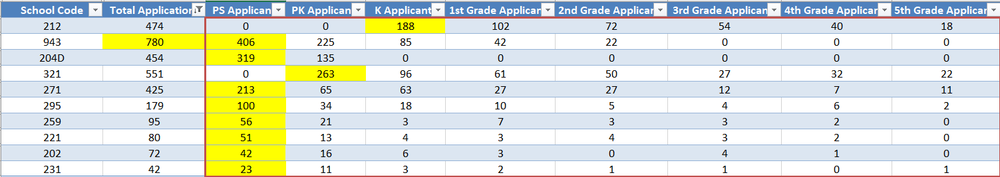 School Code Total Application PS Applican PK Applican K Applicant 1st Grade Applican 2nd Grade Applicar 3rd Grade Applican 4th Grade Applican 5th Grade Applicar
212 474 0 0 188 102 72 54 40 18
943 780 406 225 85 42 22 0 0 0
204D 454 319 135 0 0 0 0 0 0
321 551 0 263 96 61 50 27 32 22
271 425 213 65 63 27 27 12 7 11
295 179 100 34 18 10 5 4 6 2
259 95 56 21 3 7 3 3 2 0
221 80 51 13 4 3 4 3 2 0
202 72 42 16 6 3 0 4 1 0
231 42 23 11 3 2 1 1 0 1